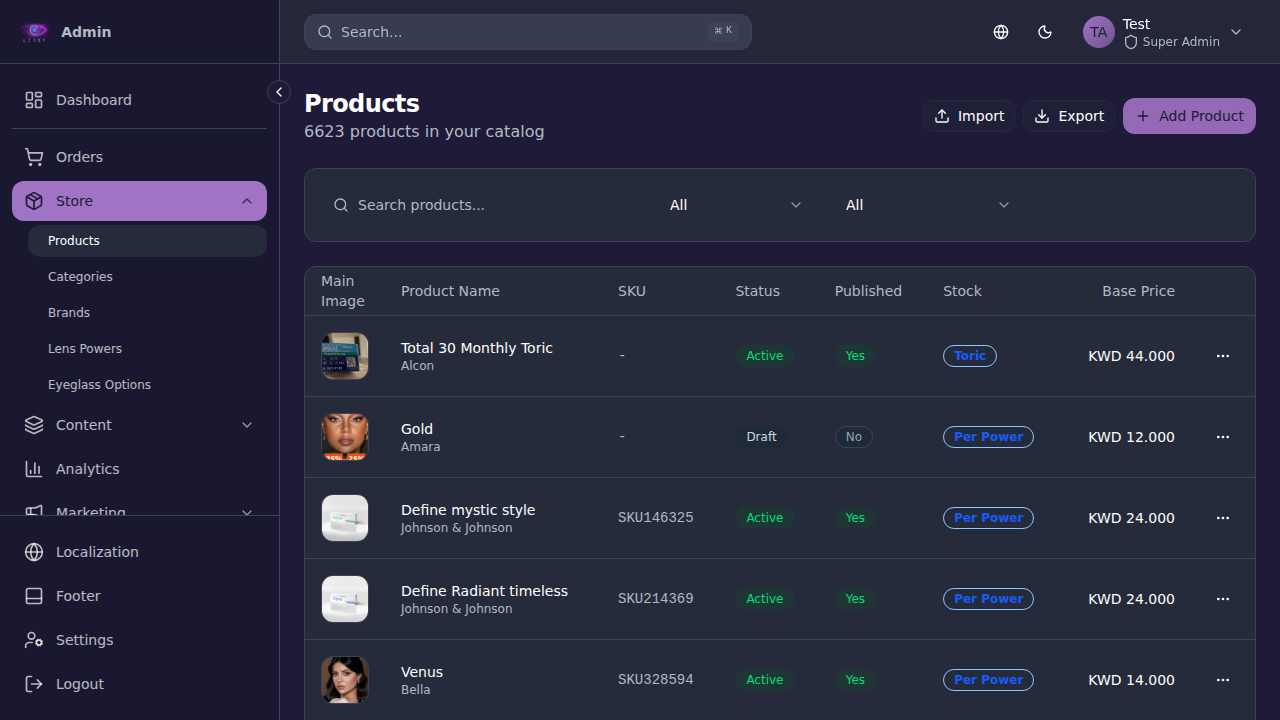 Admin
Search...
⌘ K
TA
Test
Super Admin
Dashboard
Orders
Store
Products
Categories
Brands
Lens Powers
Eyeglass Options
Content
Analytics
Marketing
Localization
Footer
Settings
Logout
Products
6623 products in your catalog
Import
Export
Add Product
Search products...
All
All
Main Image
Product Name
SKU
Status
Published
Stock
Base Price
Total 30 Monthly Toric
Alcon
-
Active
Yes
Toric
KWD 44.000
Gold
Amara
-
Draft
No
Per Power
KWD 12.000
Define mystic style
Johnson & Johnson
SKU146325
Active
Yes
Per Power
KWD 24.000
Define Radiant timeless
Johnson & Johnson
SKU214369
Active
Yes
Per Power
KWD 24.000
Venus
Bella
SKU328594
Active
Yes
Per Power
KWD 14.000